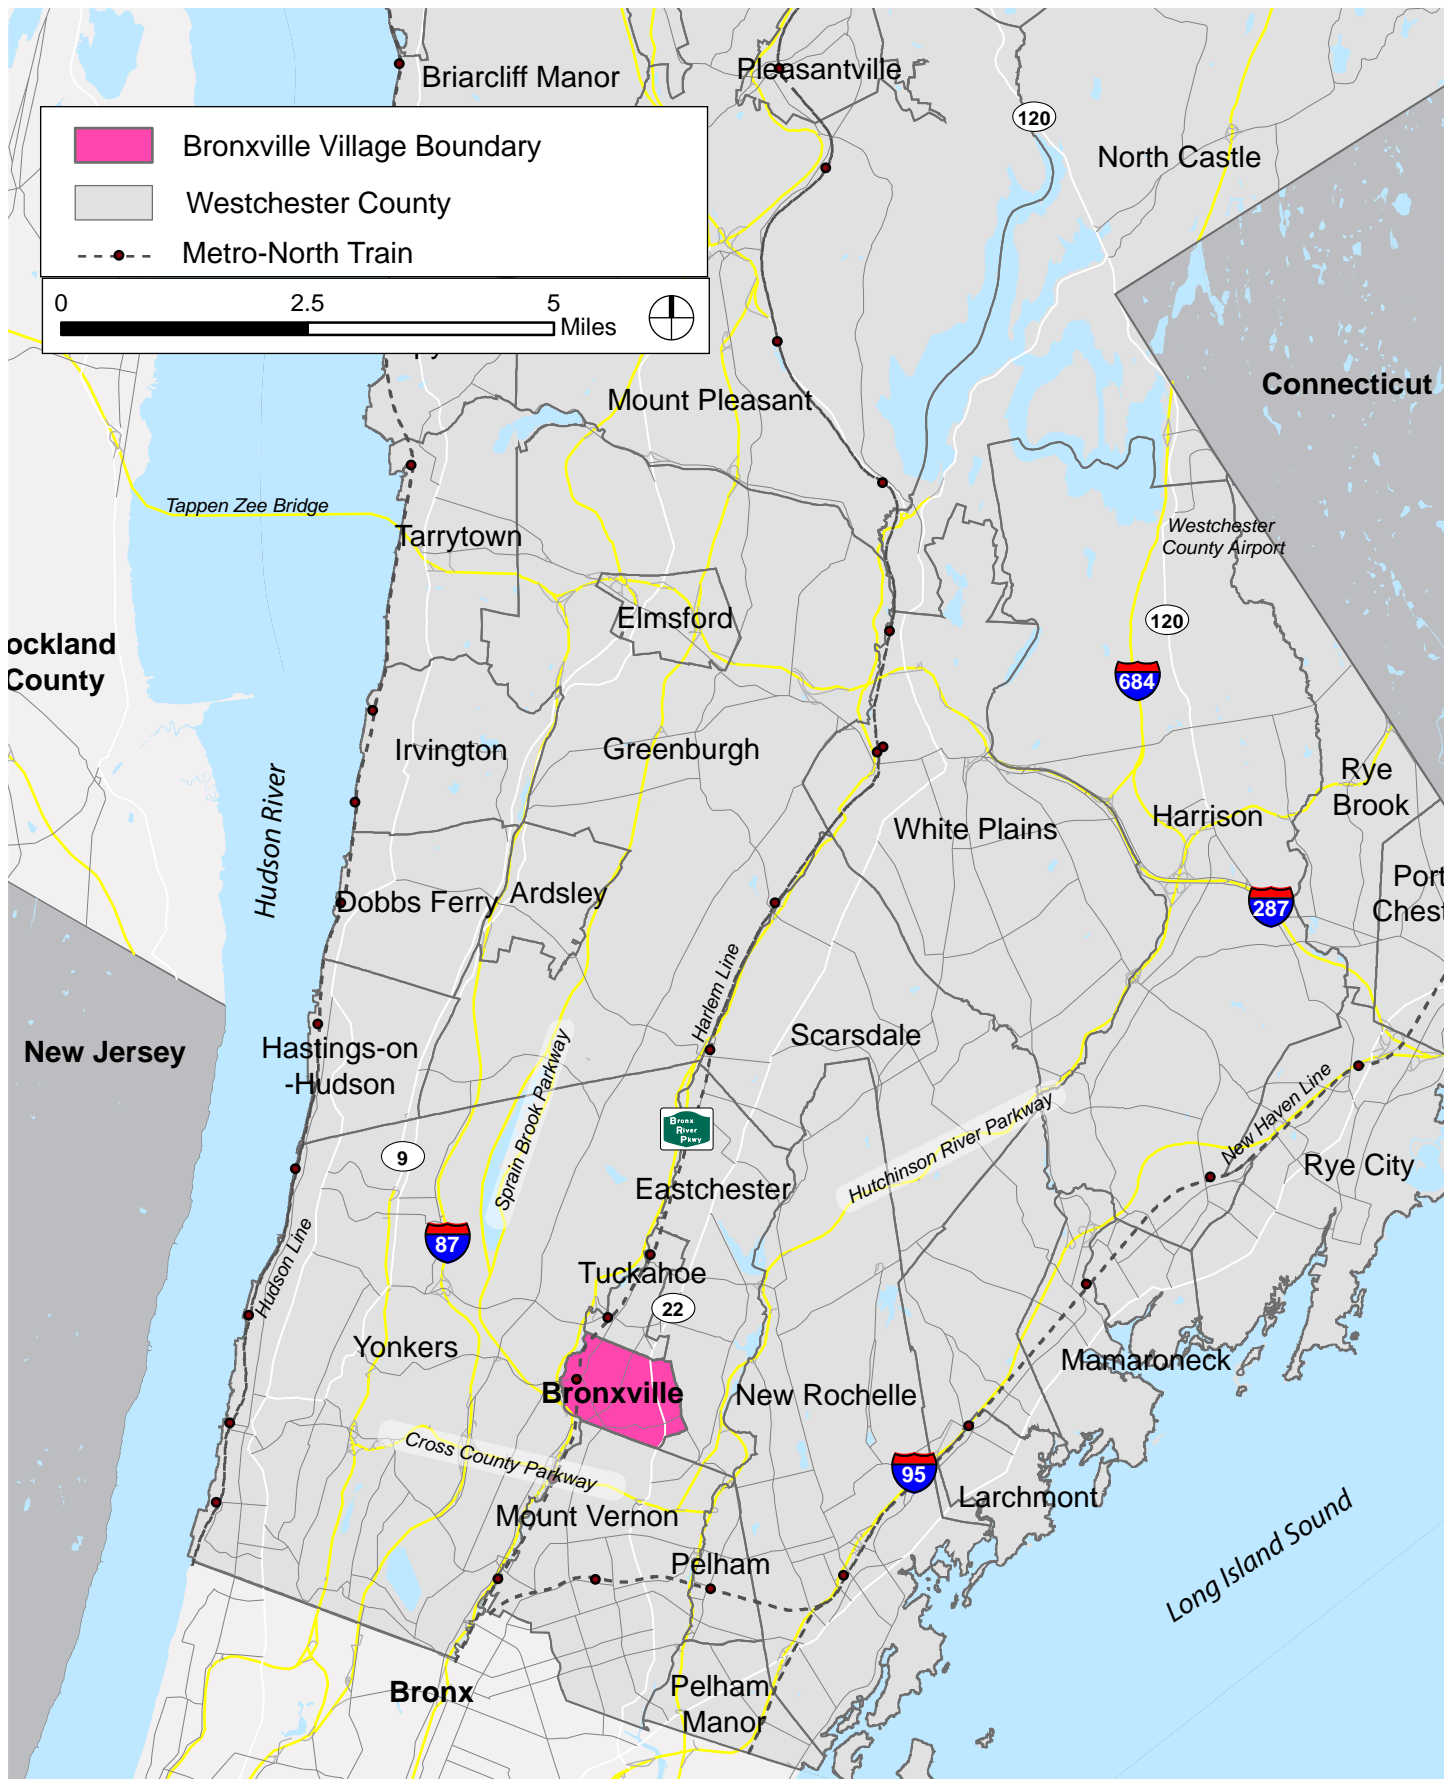 Briarcliff Manor
Pleasantville
120
North Castle
Bronxville Village Boundary
Westchester County
Metro-North Train
0 2.5 5
Miles
Connecticut
Mount Pleasant
Tappen Zee Bridge
Tarrytown
Westchester
County Airport
Elmsford
120
ockland
County
684
Irvington
Greenburgh
Rye
Brook
Hudson River
White Plains
Harrison
Dobbs Ferry
Ardsley
Port
Chest
287
Harlem Line
New Jersey
Hastings-on
-Hudson
Scarsdale
Sprain Brook Parkway
Bronx
River
Pkwy
Hutchinson River Parkway
New Haven Line
Rye City
9
Eastchester
87
Hudson Line
Tuckahoe
22
Yonkers
Mamaroneck
Bronxville
New Rochelle
Cross County Parkway
95
Larchmont
Mount Vernon
Long Island Sound
Pelham
Bronx
Pelham
Manor